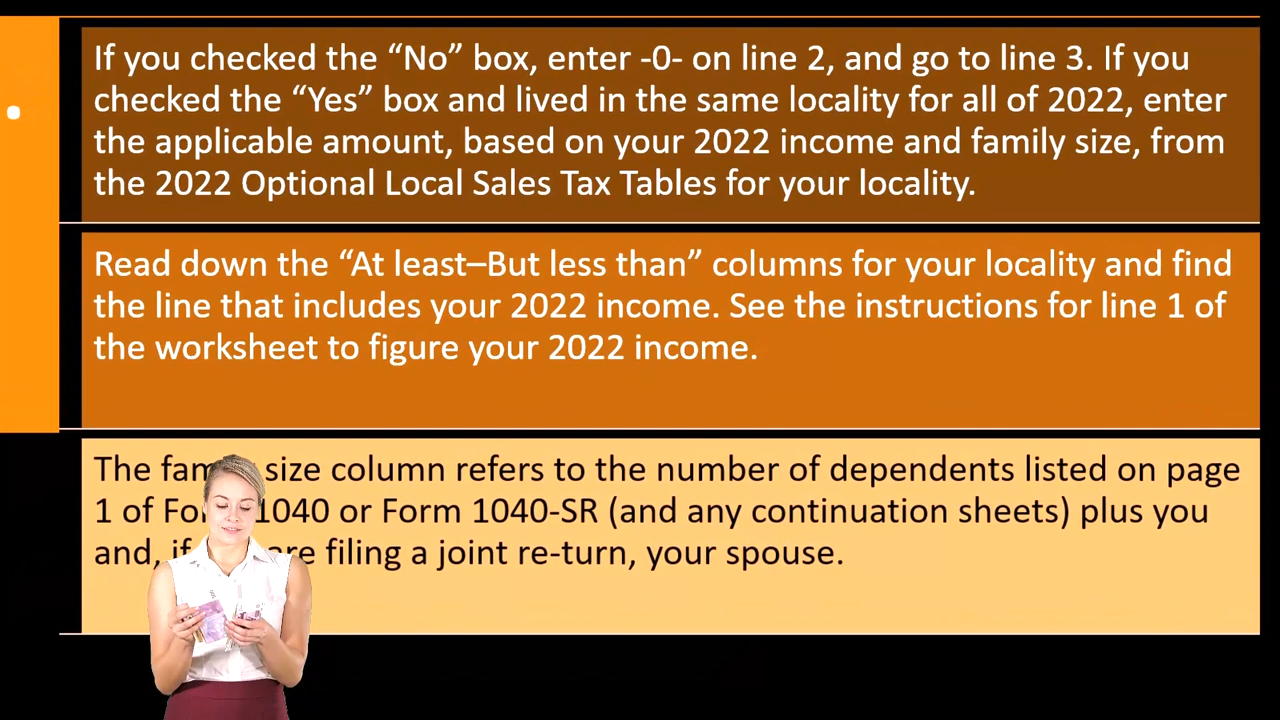 If you checked the “No” box, enter -0- on line 2, and go to line 3. If you
checked the “Yes” box and lived in the same locality for all of 2022, enter
the applicable amount, based on your 2022 income and family size, from
the 2022 Optional Local Sales Tax Tables for your locality.
Read down the “At least–But less than” columns for your locality and find
the line that includes your 2022 income. See the instructions for line 1 of
the worksheet to figure your 2022 income.
The size column refers to the number of dependents listed on page
1 of 1040 or Form 1040-SR (and any continuation sheets) plus you
and, if are filing a joint re-turn, your spouse.